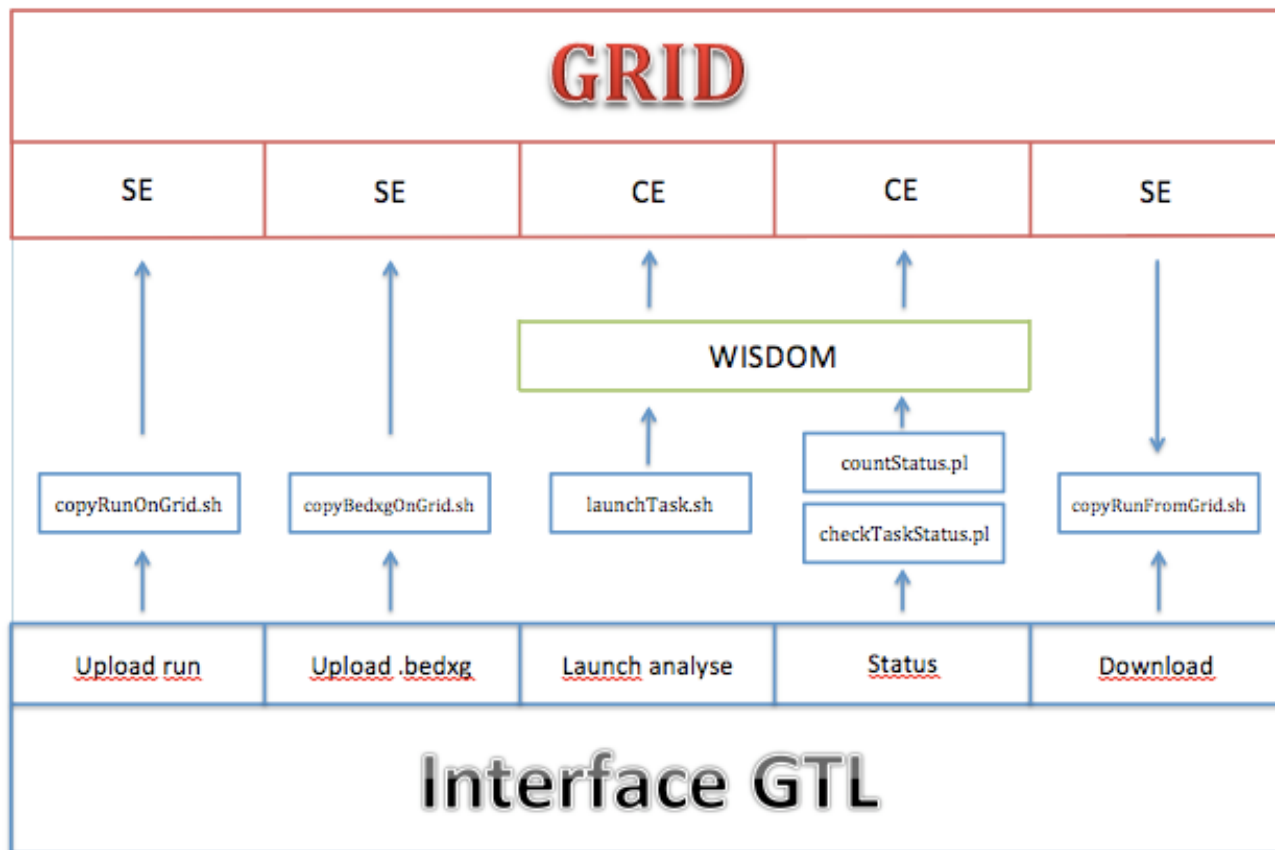 GRID
SE
SE
CE
CE
SE
WISDOM
countStatus.pl
copyRunOnGrid.sh
copyBedxgOnGrid.sh
launchTask.sh
checkTaskStatus.pl
copyRunFromGrid.sh
Upload run
Upload .bedxg
Launch analyse
Status
Download
Interface GTL